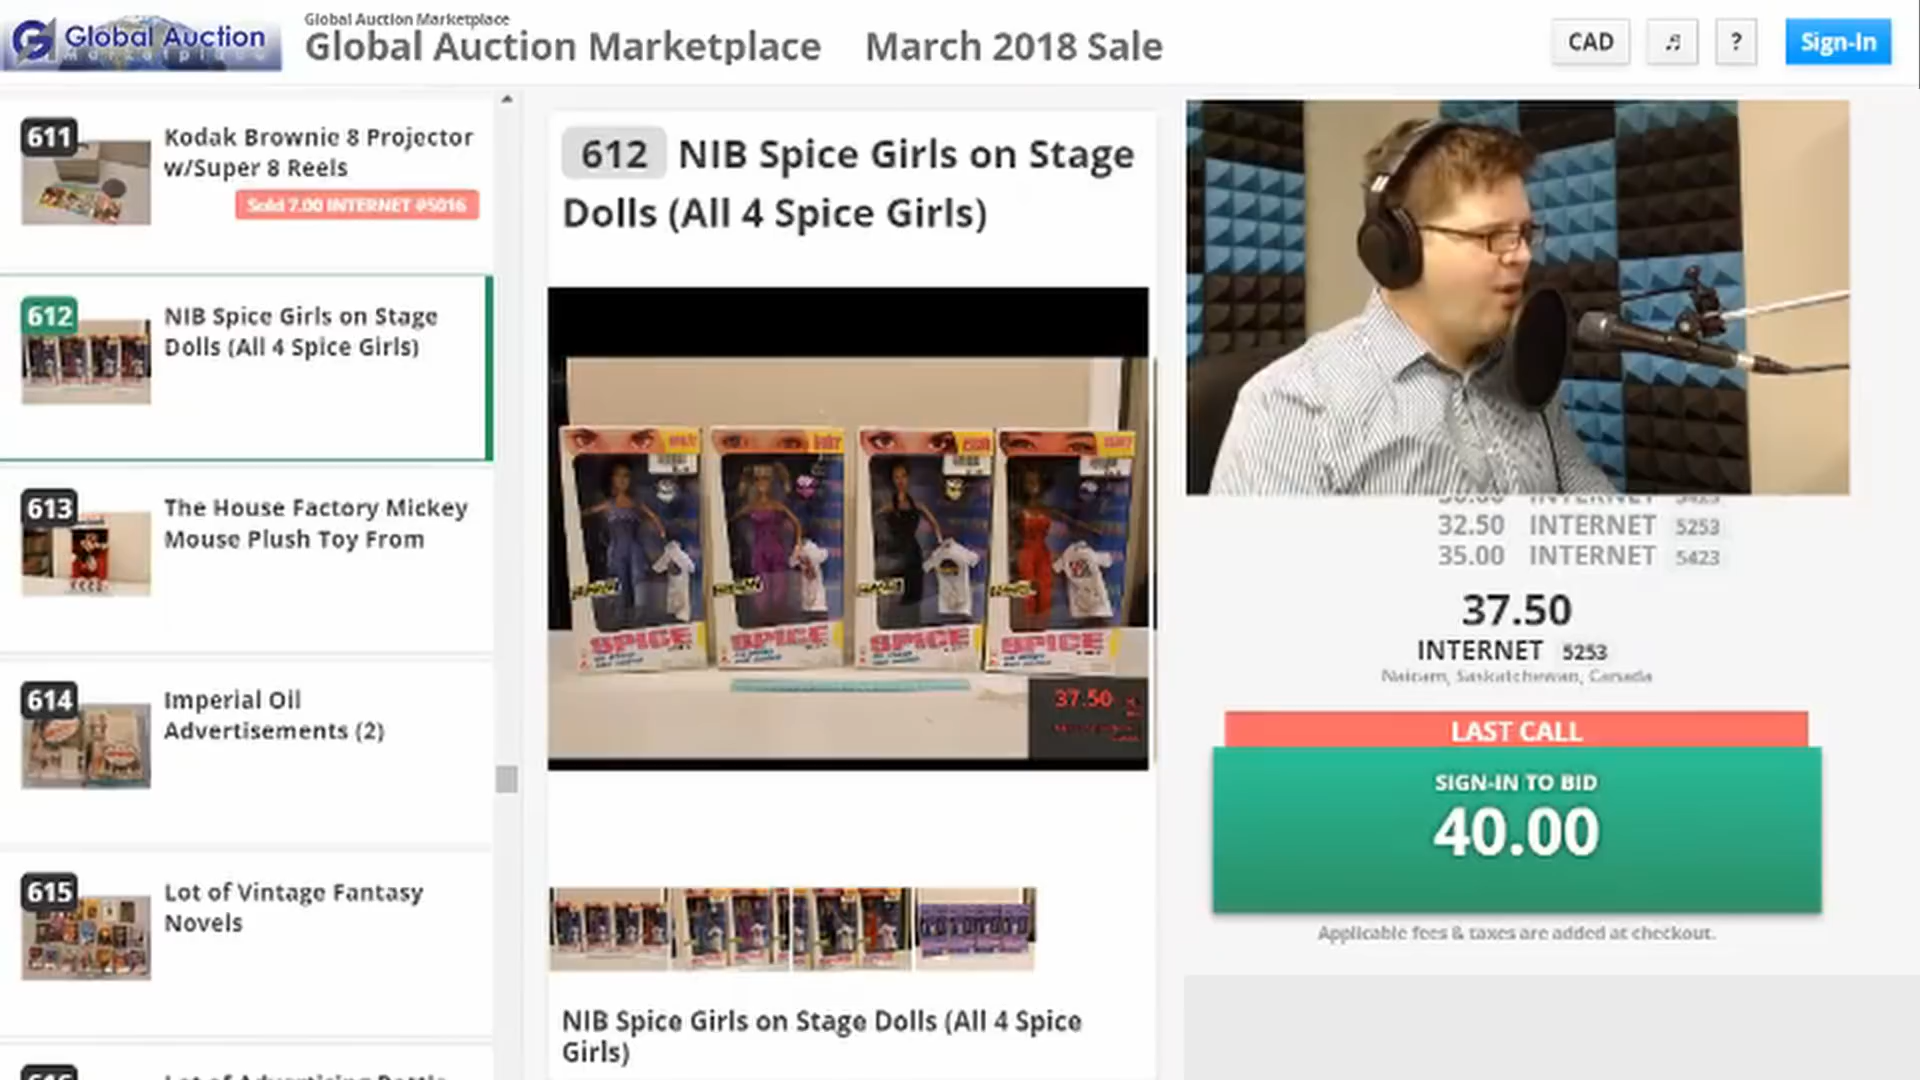 Global Auction
Marketplace
Global Auction Marketplace
Global Auction Marketplace March 2018 Sale
CAD
?
Sign-In
611
Kodak Brownie 8 Projector
w/Super 8 Reels
Sold 7.00 INTERNET #5016
612
NIB Spice Girls on Stage
Dolls (All 4 Spice Girls)
613
The House Factory Mickey
Mouse Plush Toy From
614
Imperial Oil
Advertisements (2)
615
Lot of Vintage Fantasy
Novels
616
612 NIB Spice Girls on Stage
Dolls (All 4 Spice Girls)
SPICE
SPICE
SPICE
SPICE
37.50
NIB Spice Girls on Stage Dolls (All 4 Spice
Girls)
32.50 INTERNET 5253
35.00 INTERNET 5423
37.50
INTERNET 5253
Naicam, Saskatchewan, Canada
LAST CALL
SIGN-IN TO BID
40.00
Applicable fees & taxes are added at checkout.